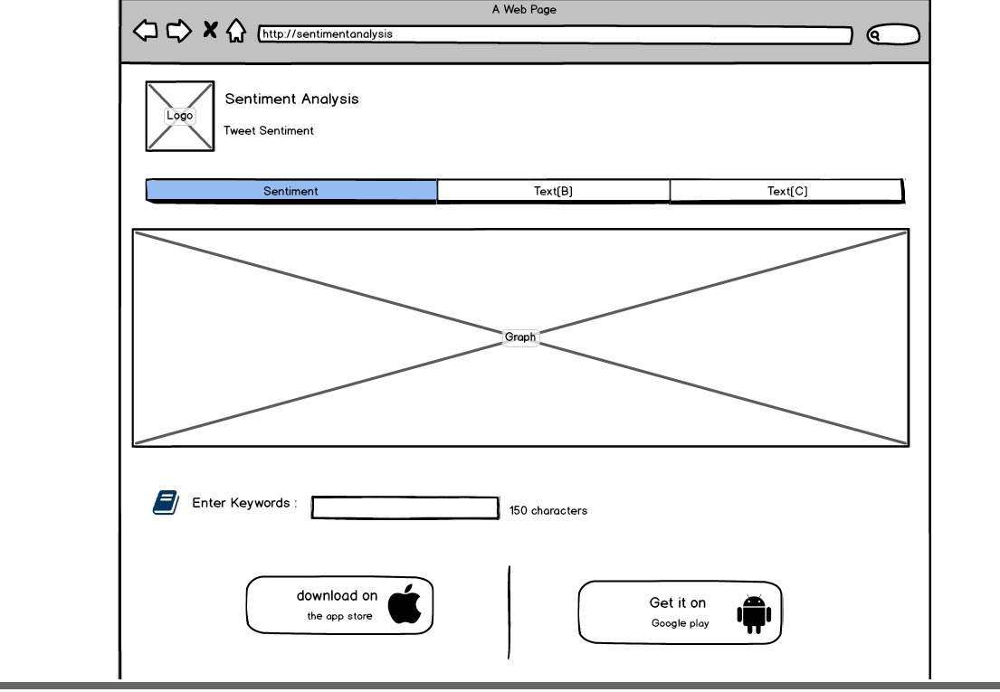 A Web Page
http://sentimentanalysis
Logo
Sentiment Analysis
Tweet Sentiment
Sentiment
Text[B]
Text[C]
Graph
Enter Keywords :
150 characters
download on
the app store
Get it on
Google play